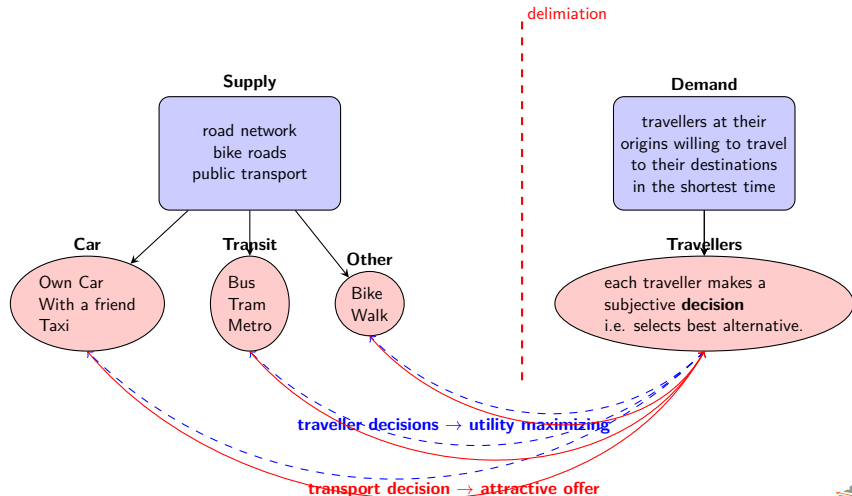 delimiation
Supply
Demand
road network
bike roads
public transport
travellers at their
origins willing to travel
to their destinations
in the shortest time
Car
Transit
Other
Travellers
Own Car
With a friend
Taxi
Bus
Tram
Metro
Bike
Walk
each traveller makes a
subjective decision
i.e. selects best alternative.
traveller decisions → utility maximizing
transport decision → attractive offer